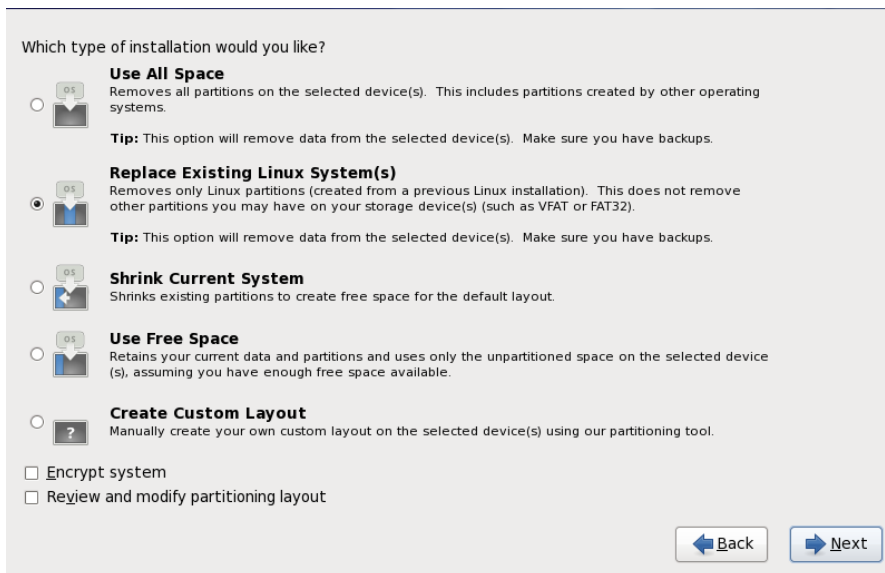 Which type of installation would you like?
OS
Use All Space
Removes all partitions on the selected device(s).  This includes partitions created by other operating
systems.
Tip: This option will remove data from the selected device(s).  Make sure you have backups.
OS
Replace Existing Linux System(s)
Removes only Linux partitions (created from a previous Linux installation).  This does not remove
other partitions you may have on your storage device(s) (such as VFAT or FAT32).
Tip: This option will remove data from the selected device(s).  Make sure you have backups.
OS
Shrink Current System
Shrinks existing partitions to create free space for the default layout.
OS
Use Free Space
Retains your current data and partitions and uses only the unpartitioned space on the selected device
(s), assuming you have enough free space available.
?
Create Custom Layout
Manually create your own custom layout on the selected device(s) using our partitioning tool.
Encrypt system
Review and modify partitioning layout
Back
Next